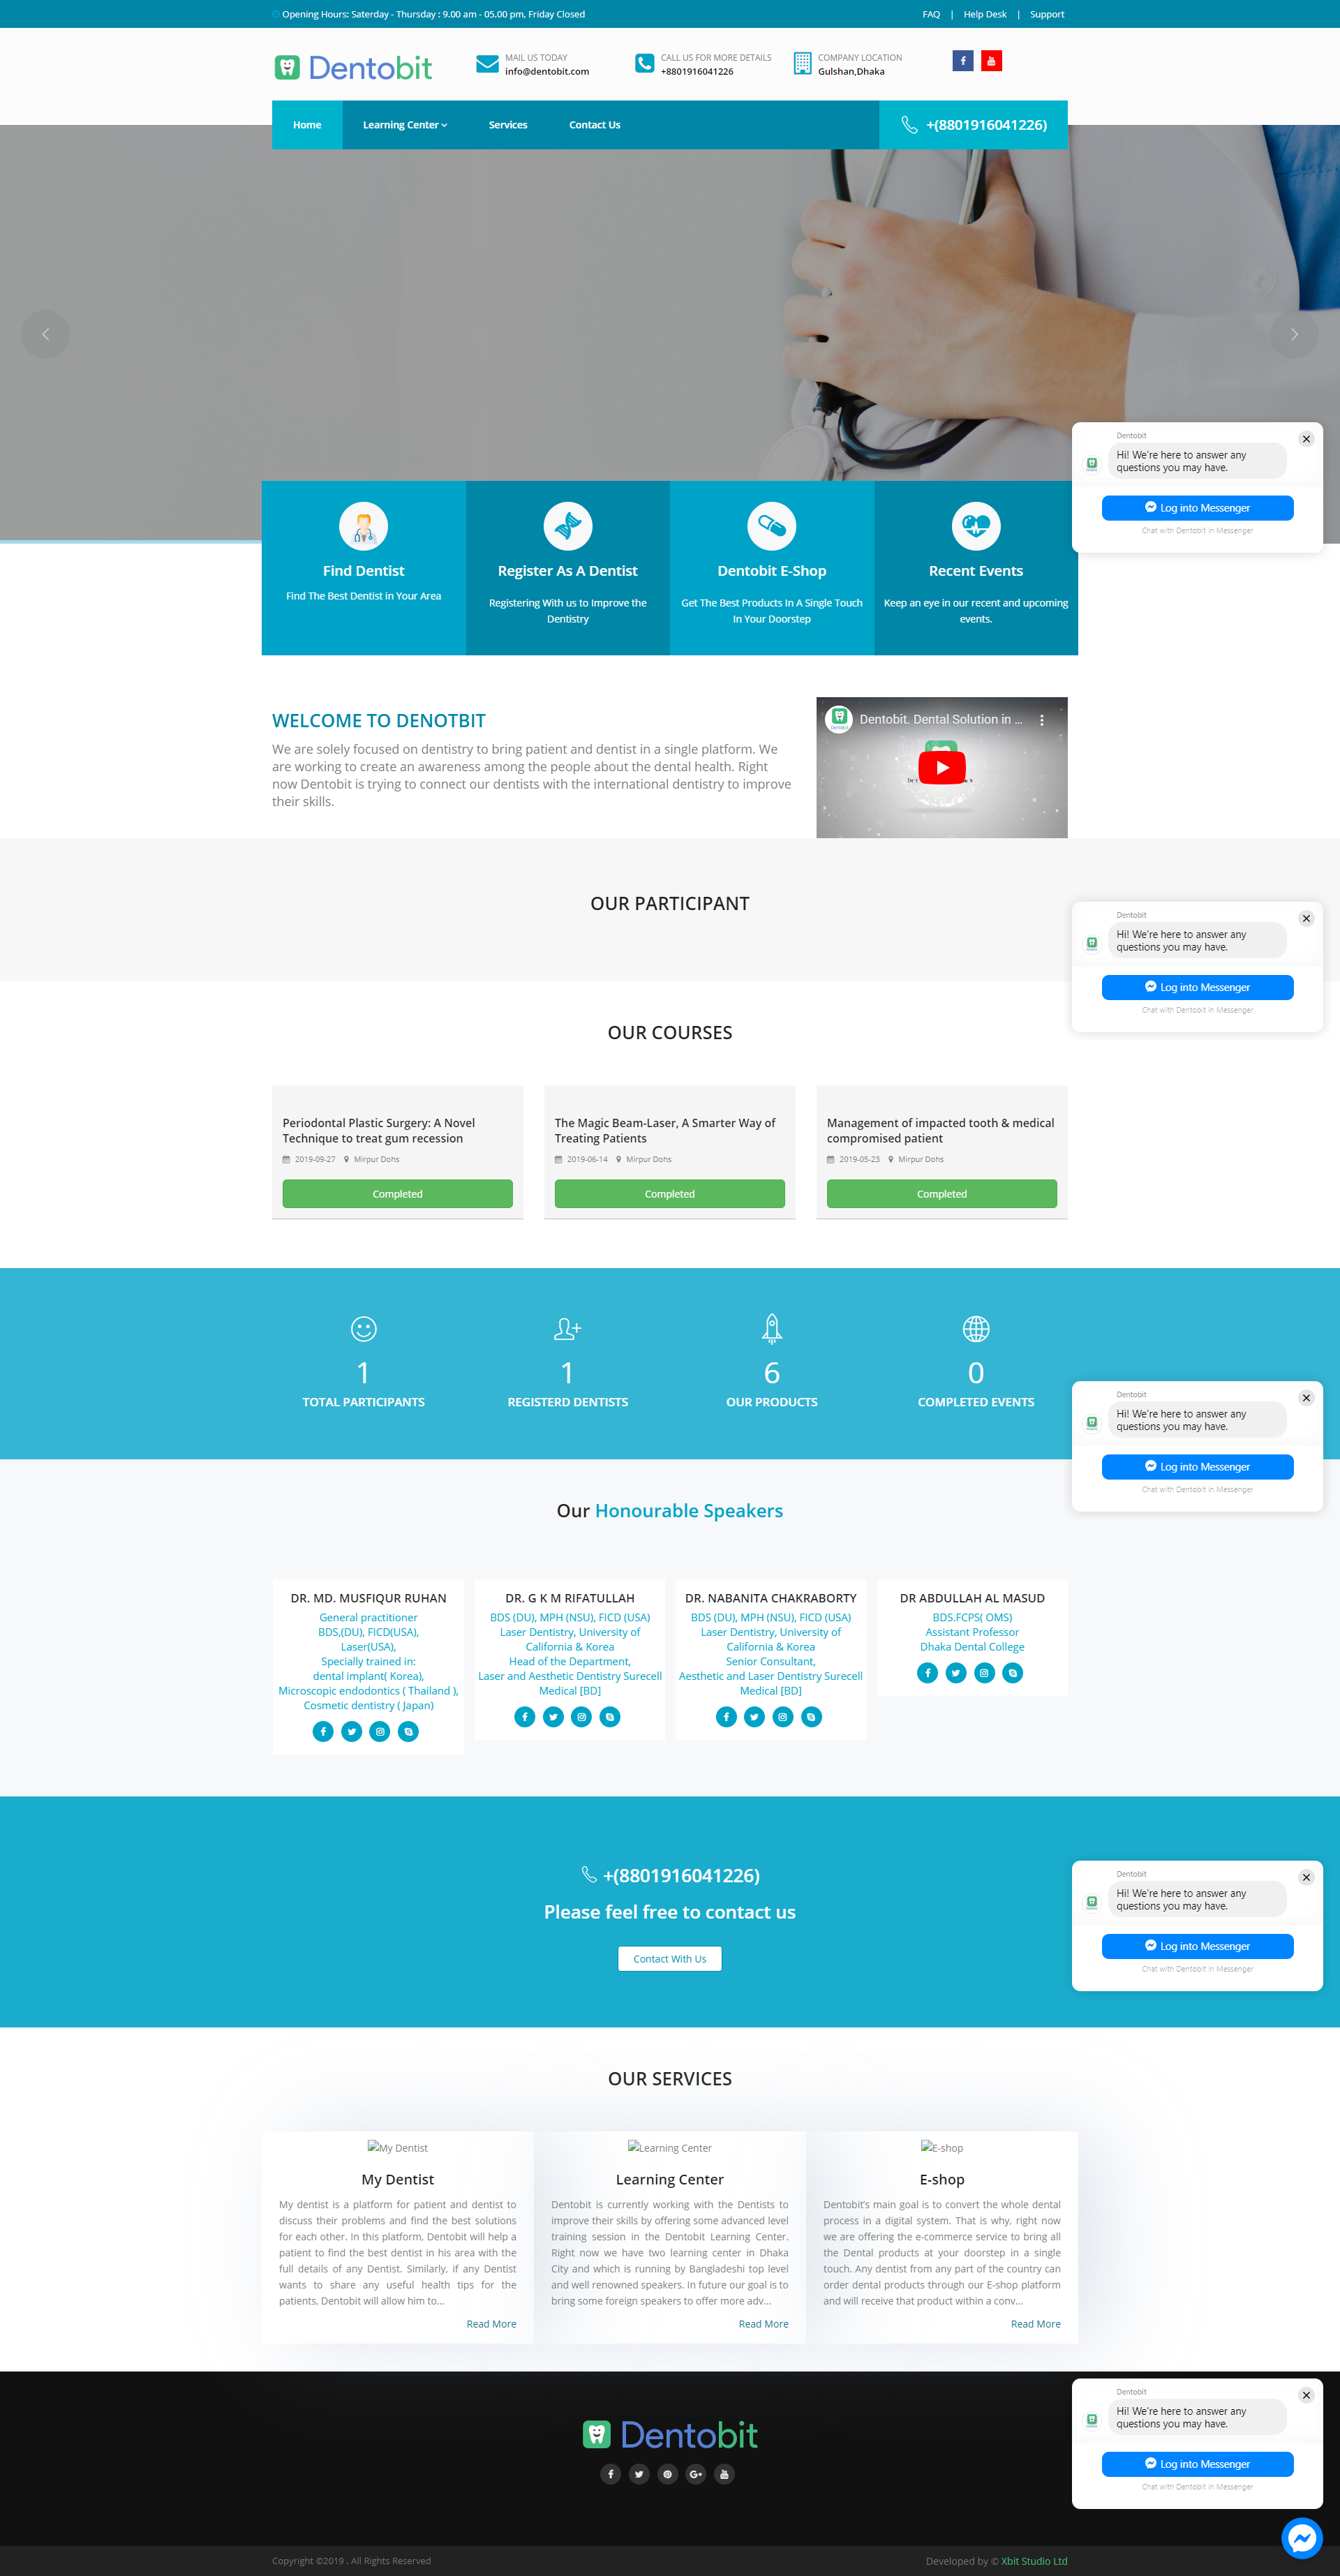 Opening Hours: Saterday - Thursday : 9.00 am - 05.00 pm, Friday Closed
FAQ | Help Desk | Support
Dentobit
MAIL US TODAY
info@dentobit.com
CALL US FOR MORE DETAILS
+8801916041226
COMPANY LOCATION
Gulshan,Dhaka
Home
Learning Center
Services
Contact Us
+(8801916041226)
Dentobit
Hi! We're here to answer any
questions you may have.
Log into Messenger
Chat with Dentobit in Messenger
Find Dentist
Find The Best Dentist in Your Area
Register As A Dentist
Registering With us to Improve the
Dentistry
Dentobit E-Shop
Get The Best Products In A Single Touch
In Your Doorstep
Recent Events
Keep an eye in our recent and upcoming
events.
WELCOME TO DENOTBIT
We are solely focused on dentistry to bring patient and dentist in a single platform. We
are working to create an awareness among the people about the dental health. Right
now Dentobit is trying to connect our dentists with the international dentistry to improve
their skills.
Dentobit. Dental Solution in ...
OUR PARTICIPANT
Dentobit
Hi! We're here to answer any
questions you may have.
Log into Messenger
Chat with Dentobit in Messenger
OUR COURSES
Periodontal Plastic Surgery: A Novel
Technique to treat gum recession
2019-09-27 Mirpur Dohs
Completed
The Magic Beam-Laser, A Smarter Way of
Treating Patients
2019-06-14 Mirpur Dohs
Completed
Management of impacted tooth & medical
compromised patient
2019-05-23 Mirpur Dohs
Completed
1
TOTAL PARTICIPANTS
1
REGISTERD DENTISTS
6
OUR PRODUCTS
0
COMPLETED EVENTS
Dentobit
Hi! We're here to answer any
questions you may have.
Log into Messenger
Chat with Dentobit in Messenger
Our Honourable Speakers
DR. MD. MUSFIQUR RUHAN
General practitioner
BDS,(DU), FICD(USA),
Laser(USA),
Specially trained in:
dental implant( Korea),
Microscopic endodontics ( Thailand ),
Cosmetic dentistry ( Japan)
DR. G K M RIFATULLAH
BDS (DU), MPH (NSU), FICD (USA)
Laser Dentistry, University of
California & Korea
Head of the Department,
Laser and Aesthetic Dentistry Surecell
Medical [BD]
DR. NABANITA CHAKRABORTY
BDS (DU), MPH (NSU), FICD (USA)
Laser Dentistry, University of
California & Korea
Senior Consultant,
Aesthetic and Laser Dentistry Surecell
Medical [BD]
DR ABDULLAH AL MASUD
BDS.FCPS( OMS)
Assistant Professor
Dhaka Dental College
+(8801916041226)
Please feel free to contact us
Contact With Us
Dentobit
Hi! We're here to answer any
questions you may have.
Log into Messenger
Chat with Dentobit in Messenger
OUR SERVICES
My Dentist
My Dentist
My dentist is a platform for patient and dentist to
discuss their problems and find the best solutions
for each other. In this platform, Dentobit will help a
patient to find the best dentist in his area with the
full details of any Dentist. Similarly, if any Dentist
wants to share any useful health tips for the
patients, Dentobit will allow him to...
Read More
Learning Center
Learning Center
Dentobit is currently working with the Dentists to
improve their skills by offering some advanced level
training session in the Dentobit Learning Center.
Right now we have two learning center in Dhaka
City and which is running by Bangladeshi top level
and well renowned speakers. In future our goal is to
bring some foreign speakers to offer more adv...
Read More
E-shop
E-shop
Dentobit's main goal is to convert the whole dental
process in a digital system. That is why, right now
we are offering the e-commerce service to bring all
the Dental products at your doorstep in a single
touch. Any dentist from any part of the country can
order dental products through our E-shop platform
and will receive that product within a conv...
Read More
Dentobit
Dentobit
Hi! We're here to answer any
questions you may have.
Log into Messenger
Chat with Dentobit in Messenger
Copyright ©2019 . All Rights Reserved
Developed by © Xbit Studio Ltd